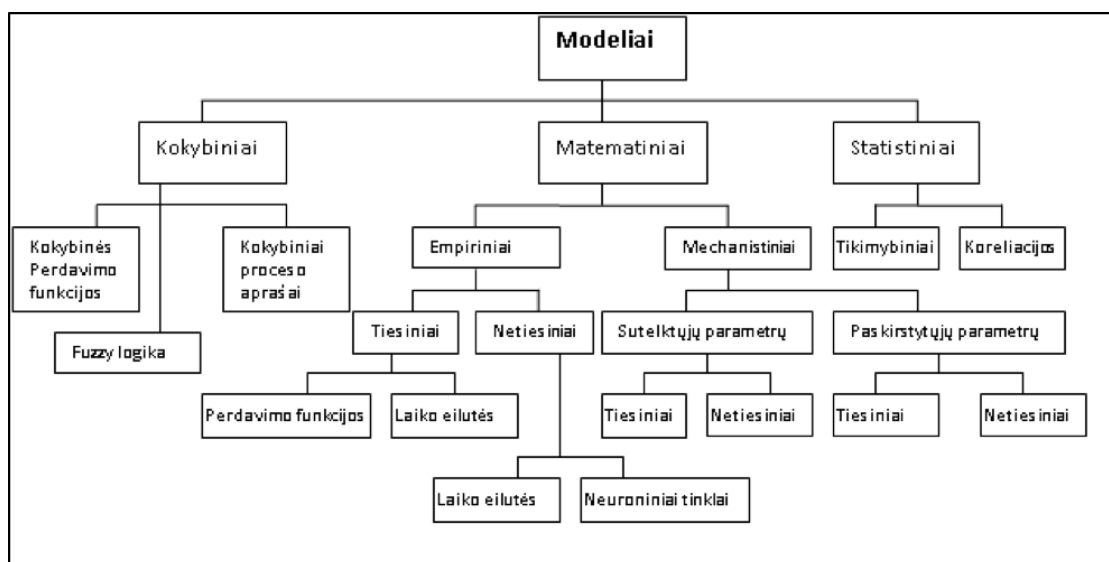 Modeliai
Kokybiniai
Matematiniai
Statistiniai
Kokybinės
Perdavimo
funkcijos
Kokybiniai
proceso
aprašai
Empiriniai
Mechanistiniai
Tikimybiniai
Koreliacijos
Fuzzy logika
Tiesiniai
Netiesiniai
Sutelktųjų parametrų
Paskirstytųjų parametrų
Perdavimo funkcijos
Laiko eilutės
Tiesiniai
Netiesiniai
Tiesiniai
Netiesiniai
Laiko eilutės
Neuroniniai tinklai